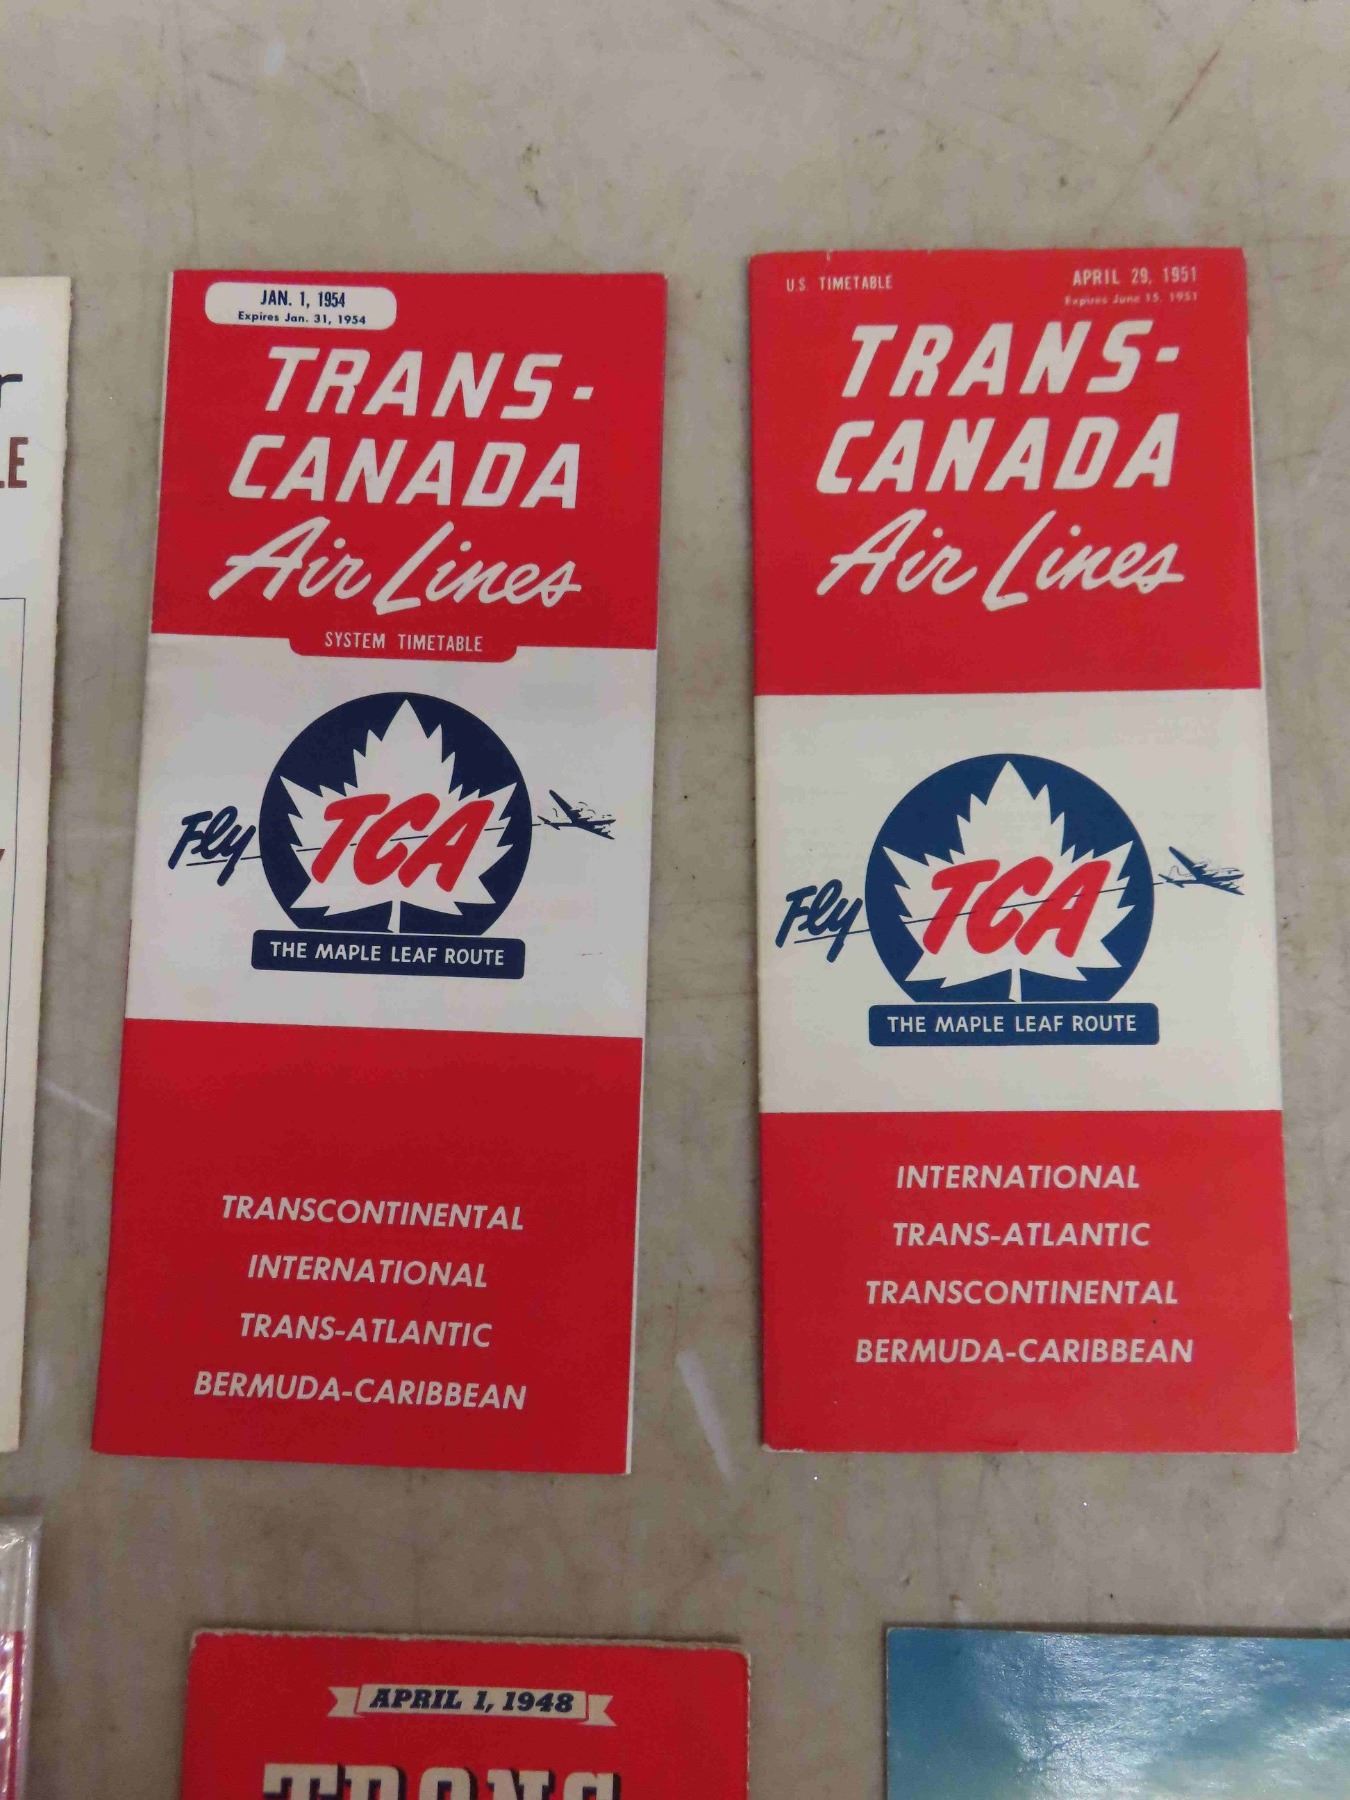 JAN. 1, 1954
Expires Jan. 31, 1954
TRANS-
CANADA
Air Lines
SYSTEM TIMETABLE
Fly TCA
THE MAPLE LEAF ROUTE
TRANSCONTINENTAL
INTERNATIONAL
TRANS-ATLANTIC
BERMUDA-CARIBBEAN
U.S. TIMETABLE
APRIL 29, 1951
Expires June 15, 1951
TRANS-
CANADA
Air Lines
Fly TCA
THE MAPLE LEAF ROUTE
INTERNATIONAL
TRANS-ATLANTIC
TRANSCONTINENTAL
BERMUDA-CARIBBEAN
APRIL 1, 1948
TRANS